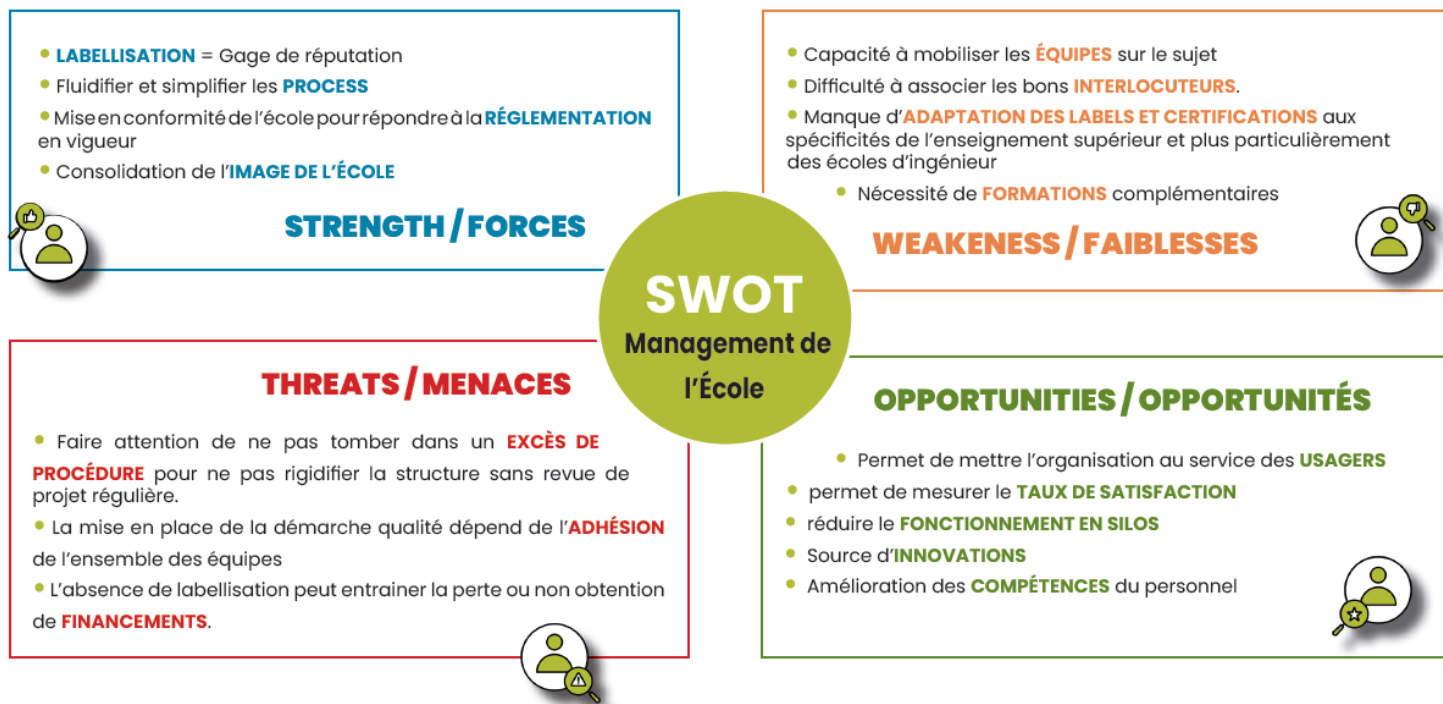 • LABELLISATION = Gage de réputation
• Fluidifier et simplifier les PROCESS
• Mise en conformité de l'école pour répondre à la RÉGLEMENTATION
en vigueur
• Consolidation de l'IMAGE DE L'ÉCOLE
STRENGTH / FORCES
• Capacité à mobiliser les ÉQUIPES sur le sujet
• Difficulté à associer les bons INTERLOCUTEURS.
• Manque d'ADAPTATION DES LABELS ET CERTIFICATIONS aux
spécificités de l'enseignement supérieur et plus particulièrement
des écoles d'ingénieur
• Nécessité de FORMATIONS complémentaires
WEAKENESS / FAIBLESSES
SWOT
Management de
l'École
THREATS / MENACES
• Faire attention de ne pas tomber dans un EXCÈS DE
PROCÉDURE pour ne pas rigidifier la structure sans revue de
projet régulière.
• La mise en place de la démarche qualité dépend de l'ADHÉSION
de l'ensemble des équipes
• L'absence de labellisation peut entrainer la perte ou non obtention
de FINANCEMENTS.
OPPORTUNITIES / OPPORTUNITÉS
• Permet de mettre l'organisation au service des USAGERS
• permet de mesurer le TAUX DE SATISFACTION
• réduire le FONCTIONNEMENT EN SILOS
• Source d'INNOVATIONS
• Amélioration des COMPÉTENCES du personnel